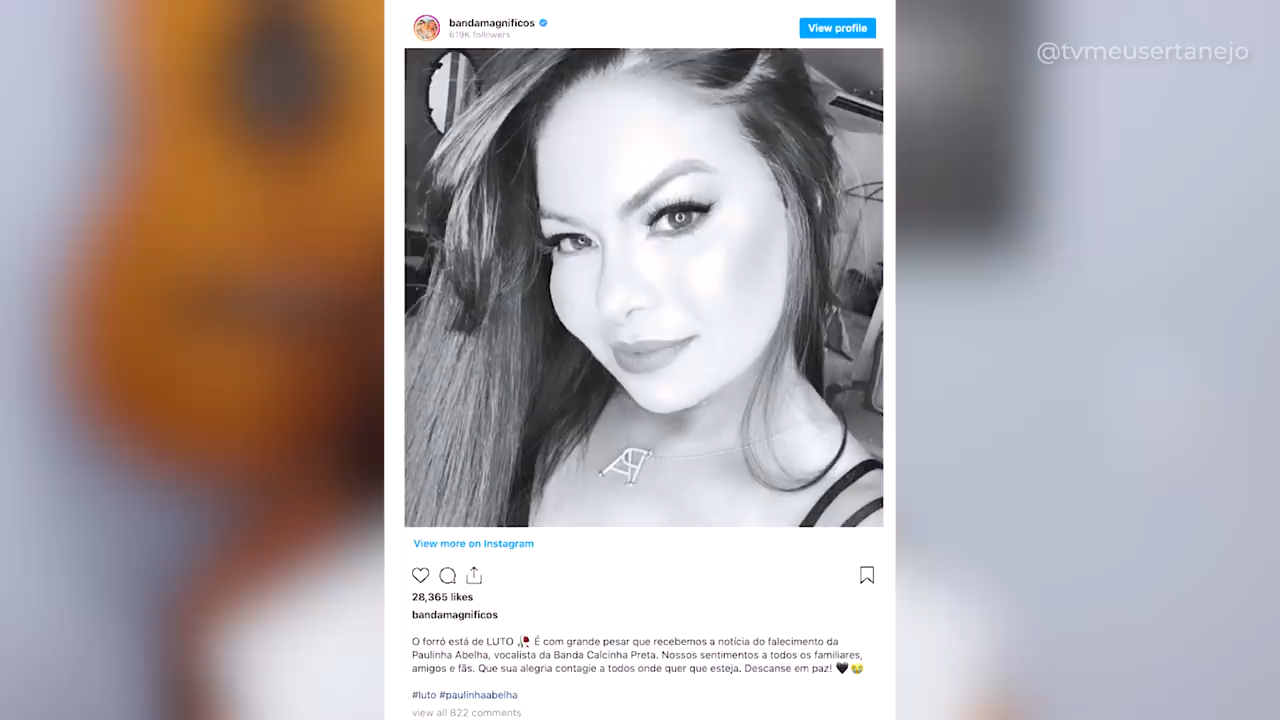 bandamagnificos
619K followers
View profile
@tvmeusertanejo
View more on Instagram
28,365 likes
bandamagnificos
O forró está de LUTO 🥀 É com grande pesar que recebemos a notícia do falecimento da
Paulinha Abelha, vocalista da Banda Calcinha Preta. Nossos sentimentos a todos os familiares,
amigos e fãs. Que sua alegria contagie a todos onde quer que esteja. Descanse em paz! 🖤😭
#luto #paulinhaabelha
view all 822 comments